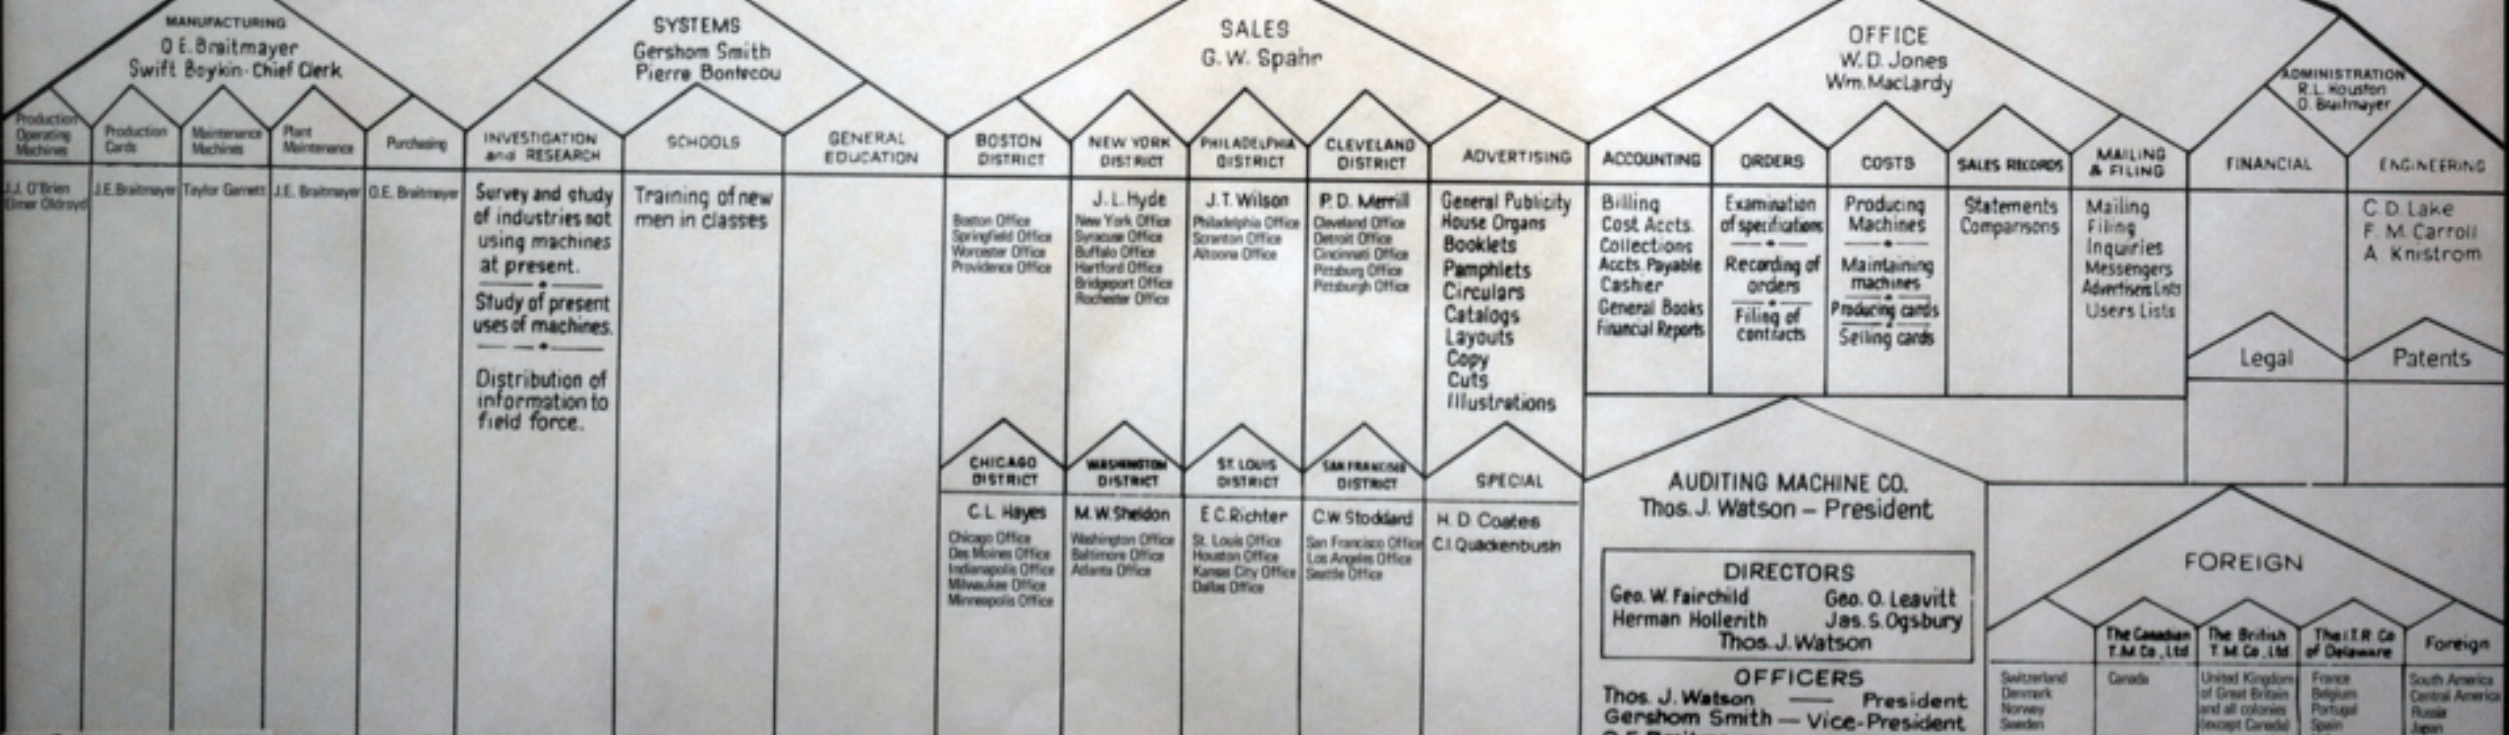 MANUFACTURING
O.E. Braitmayer
Swift Boykin - Chief Clerk
Production Operating Machines
J.J. O'Brien
Elmer Oldroyd
Production Cards
J.E. Braitmayer
Maintenance Machines
Taylor Garrett
Plant Maintenance
J.E. Braitmayer
Purchasing
O.E. Braitmayer
SYSTEMS
Gershom Smith
Pierre Bontecou
INVESTIGATION
and RESEARCH
Survey and study
of industries not
using machines
at present.
Study of present
uses of machines.
Distribution of
information to
field force.
SCHOOLS
Training of new
men in classes
GENERAL
EDUCATION
SALES
G. W. Spahr
BOSTON
DISTRICT
Boston Office
Springfield Office
Worcester Office
Providence Office
NEW YORK
DISTRICT
J. L. Hyde
New York Office
Syracuse Office
Buffalo Office
Hartford Office
Bridgeport Office
Rochester Office
PHILADELPHIA
DISTRICT
J. T. Wilson
Philadelphia Office
Scranton Office
Altoona Office
CLEVELAND
DISTRICT
P. D. Merrill
Cleveland Office
Detroit Office
Cincinnati Office
Pittsburg Office
Pittsburgh Office
ADVERTISING
General Publicity
House Organs
Booklets
Pamphlets
Circulars
Catalogs
Layouts
Copy
Cuts
Illustrations
CHICAGO
DISTRICT
C. L. Hayes
Chicago Office
Des Moines Office
Indianapolis Office
Milwaukee Office
Minneapolis Office
WASHINGTON
DISTRICT
M. W. Sheldon
Washington Office
Baltimore Office
Atlanta Office
ST. LOUIS
DISTRICT
E. C. Richter
St. Louis Office
Houston Office
Kansas City Office
Dallas Office
SAN FRANCISCO
DISTRICT
C.W. Stoddard
San Francisco Office
Los Angeles Office
Seattle Office
SPECIAL
H. D. Coates
C.I. Quackenbush
OFFICE
W. D. Jones
Wm. MacLardy
ACCOUNTING
Billing
Cost Accts.
Collections
Accts. Payable
Cashier
General Books
Financial Reports
ORDERS
Examination
of specifications
Recording of
orders
Filing of
contracts
COSTS
Producing
Machines
Maintaining
machines
Producing cards
Selling cards
SALES RECORDS
Statements
Comparisons
MAILING
& FILING
Mailing
Filing
Inquiries
Messengers
Advertisers Lists
Users Lists
ADMINISTRATION
R. L. Houston
O. Braitmayer
FINANCIAL
ENGINEERING
C. D. Lake
F. M. Carroll
A. Knistrom
Legal
Patents
AUDITING MACHINE CO.
Thos. J. Watson – President
DIRECTORS
Geo. W. Fairchild Geo. O. Leavitt
Herman Hollerith Jas. S. Ogsbury
Thos. J. Watson
OFFICERS
Thos. J. Watson — President
Gershom Smith — Vice-President
FOREIGN
Switzerland
Denmark
Norway
Sweden
The Canadian
T.M. Co., Ltd
Canada
The British
T.M. Co., Ltd
United Kingdom
of Great Britain
and all colonies
(except Canada)
The I.T.R. Co
of Delaware
France
Belgium
Portugal
Spain
Foreign
South America
Central America
Russia
Japan